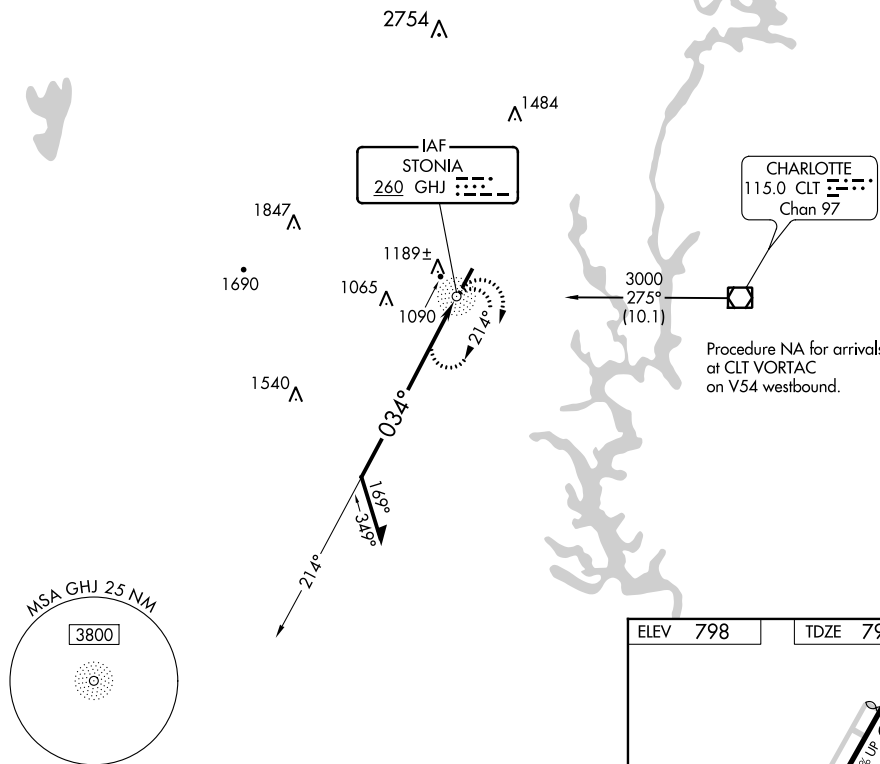 2754
1484
IAF
STONIA
260 GHJ
CHARLOTTE
115.0 CLT
Chan 97
1847
1189±
1690
1065
1090
3000
275°
(10.1)
214°
Procedure NA for arrivals
at CLT VORTAC
on V54 westbound.
1540
034°
169°
349°
214°
MSA GHJ 25 NM
3800
ELEV 798
TDZE 79
UP